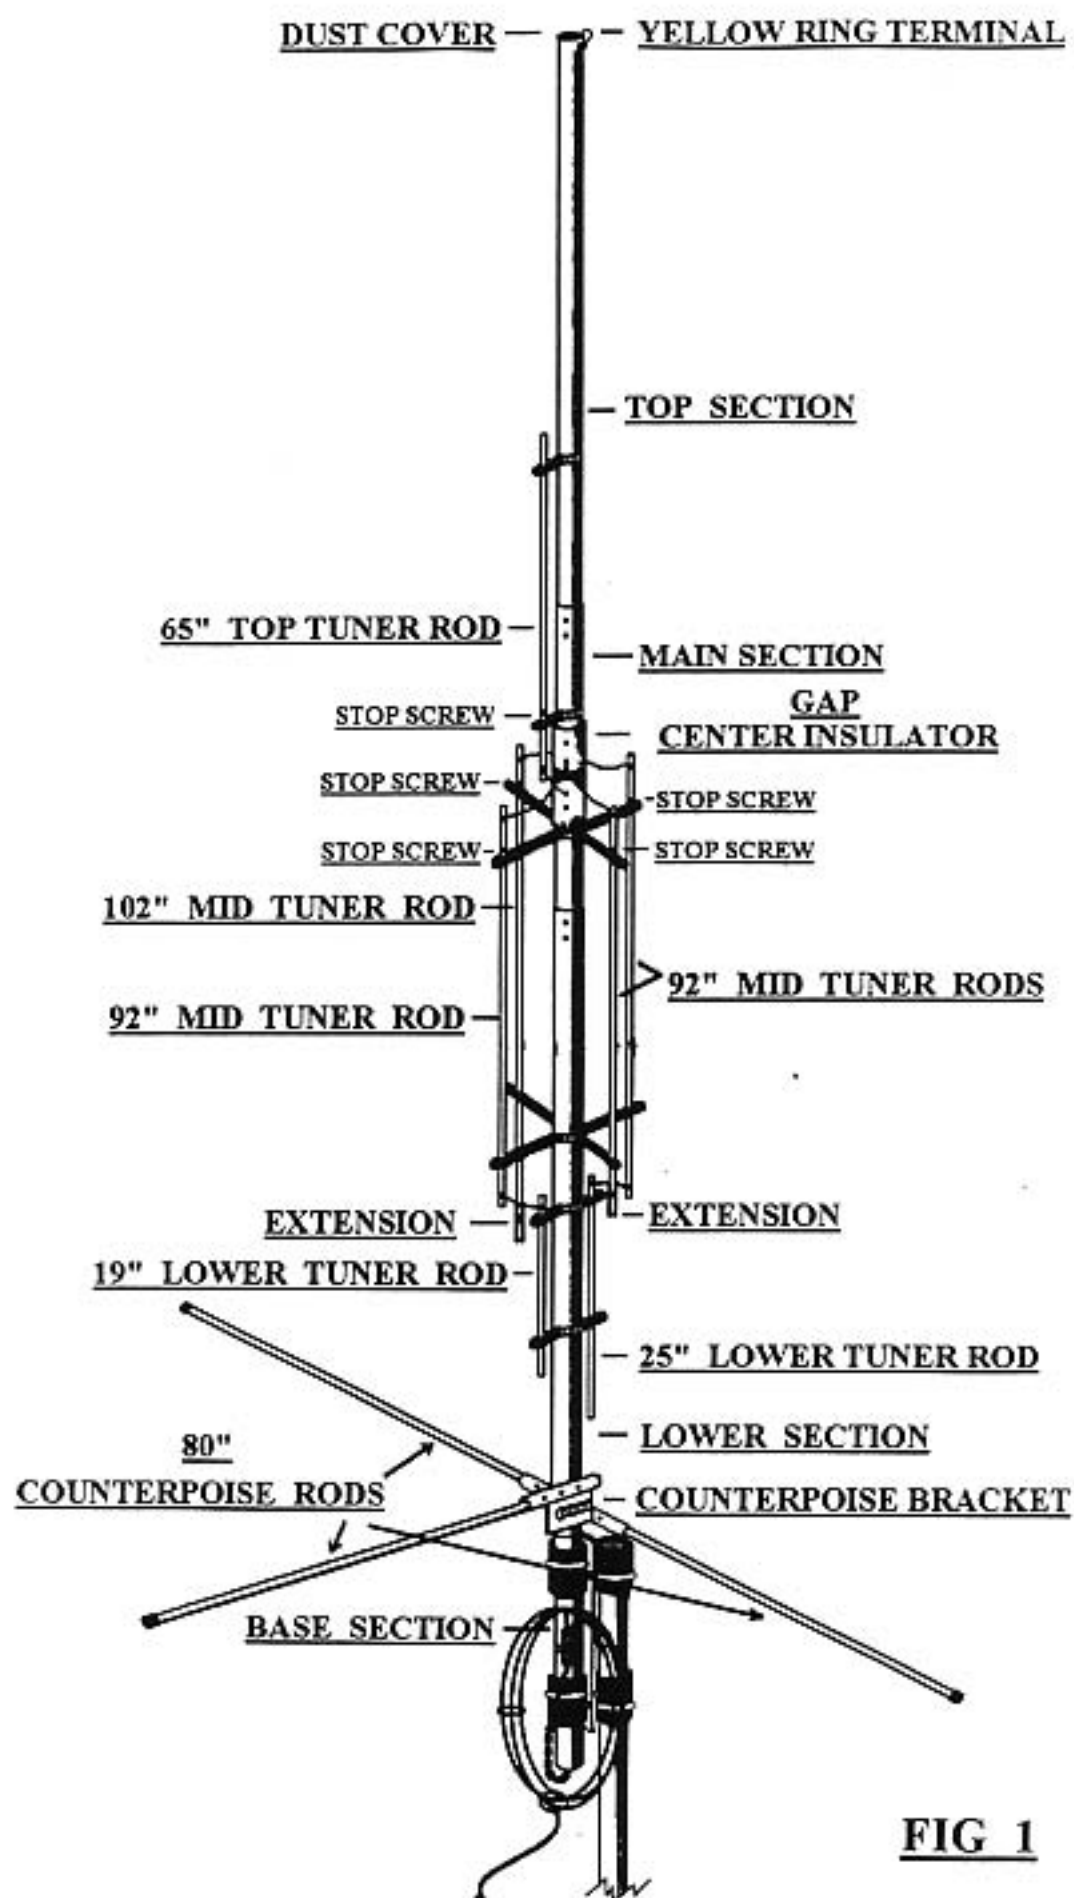 DUST COVER
YELLOW RING TERMINAL
TOP SECTION
65" TOP TUNER ROD
MAIN SECTION
GAP
CENTER INSULATOR
STOP SCREW
STOP SCREW
STOP SCREW
STOP SCREW
STOP SCREW
102" MID TUNER ROD
92" MID TUNER RODS
92" MID TUNER ROD
EXTENSION
EXTENSION
19" LOWER TUNER ROD
25" LOWER TUNER ROD
LOWER SECTION
80"
COUNTERPOISE RODS
COUNTERPOISE BRACKET
BASE SECTION
FIG 1